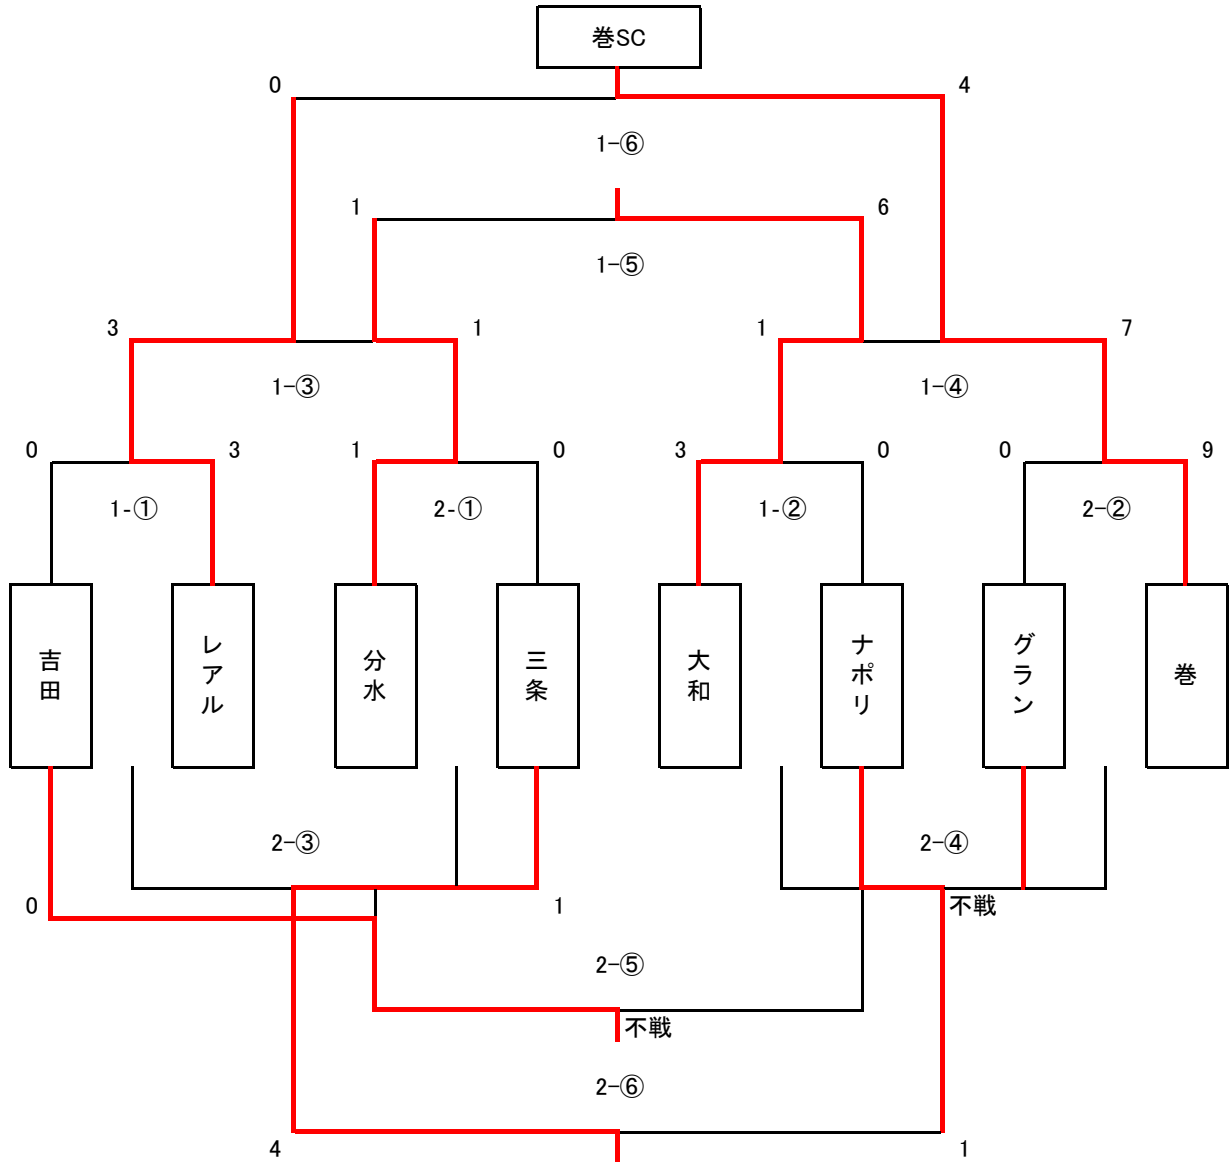 巻SC
0
4
1-⑥
1
6
1-⑤
3
1
1
7
1-③
1-④
0
3
1
0
3
0
0
9
1-①
2-①
1-②
2-②
吉田
レアル
分水
三条
大和
ナポリ
グラン
巻
2-③
2-④
0
1
不戦
2-⑤
不戦
2-⑥
4
1